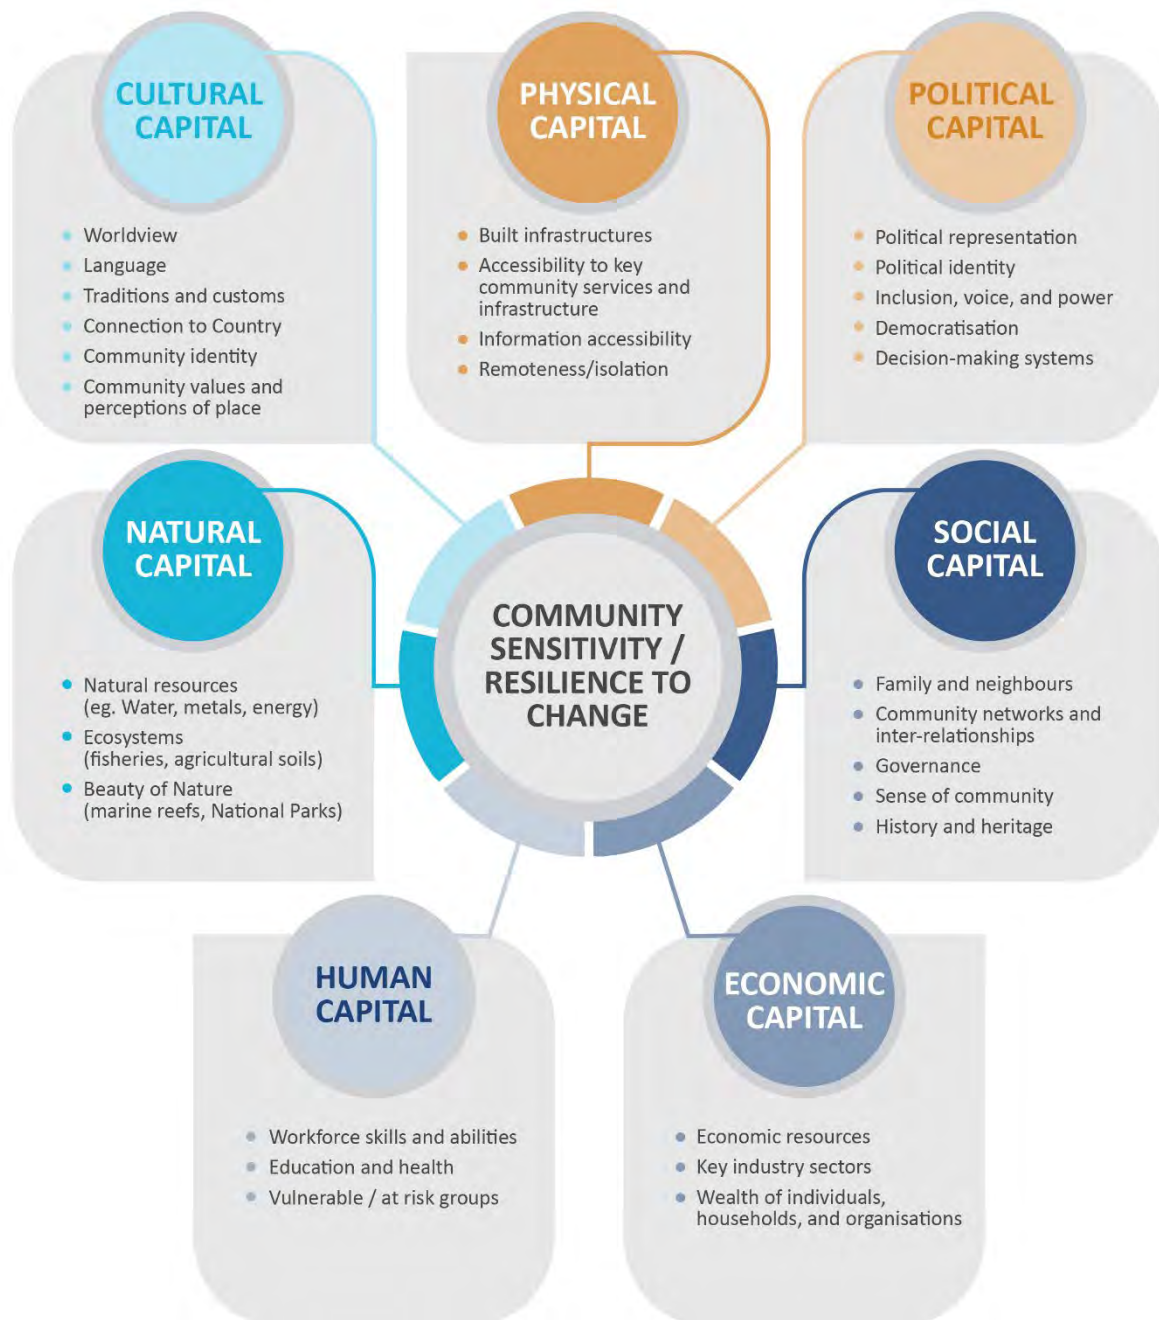 CULTURAL
CAPITAL
Worldview
Language
Traditions and customs
Connection to Country
Community identity
Community values and
perceptions of place
PHYSICAL
CAPITAL
Built infrastructures
Accessibility to key
community services and
infrastructure
Information accessibility
Remoteness/isolation
POLITICAL
CAPITAL
Political representation
Political identity
Inclusion, voice, and power
Democratisation
Decision-making systems
NATURAL
CAPITAL
Natural resources
(eg. Water, metals, energy)
Ecosystems
(fisheries, agricultural soils)
Beauty of Nature
(marine reefs, National Parks)
COMMUNITY
SENSITIVITY /
RESILIENCE TO
CHANGE
SOCIAL
CAPITAL
Family and neighbours
Community networks and
inter-relationships
Governance
Sense of community
History and heritage
HUMAN
CAPITAL
Workforce skills and abilities
Education and health
Vulnerable / at risk groups
ECONOMIC
CAPITAL
Economic resources
Key industry sectors
Wealth of individuals,
households, and organisations